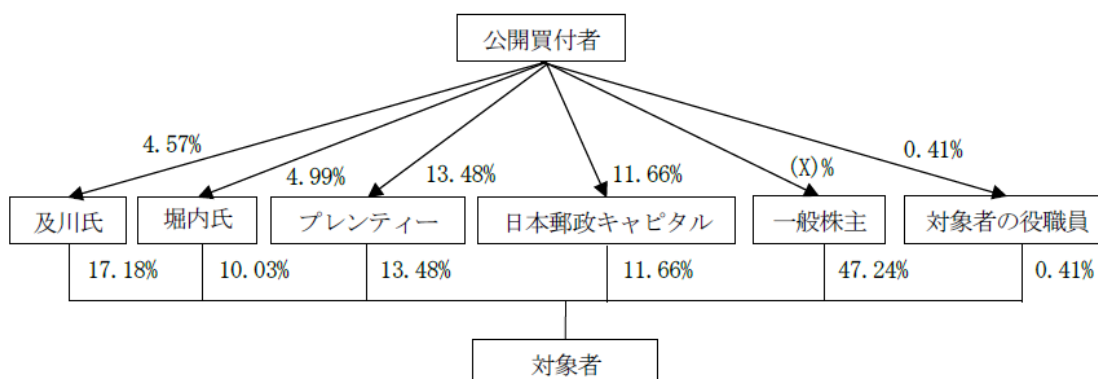 公開買付者
4.57%
4.99%
13.48%
11.66%
(X)%
0.41%
及川氏
堀内氏
プレンティー
日本郵政キャピタル
一般株主
対象者の役職員
17.18%
10.03%
13.48%
11.66%
47.24%
0.41%
対象者